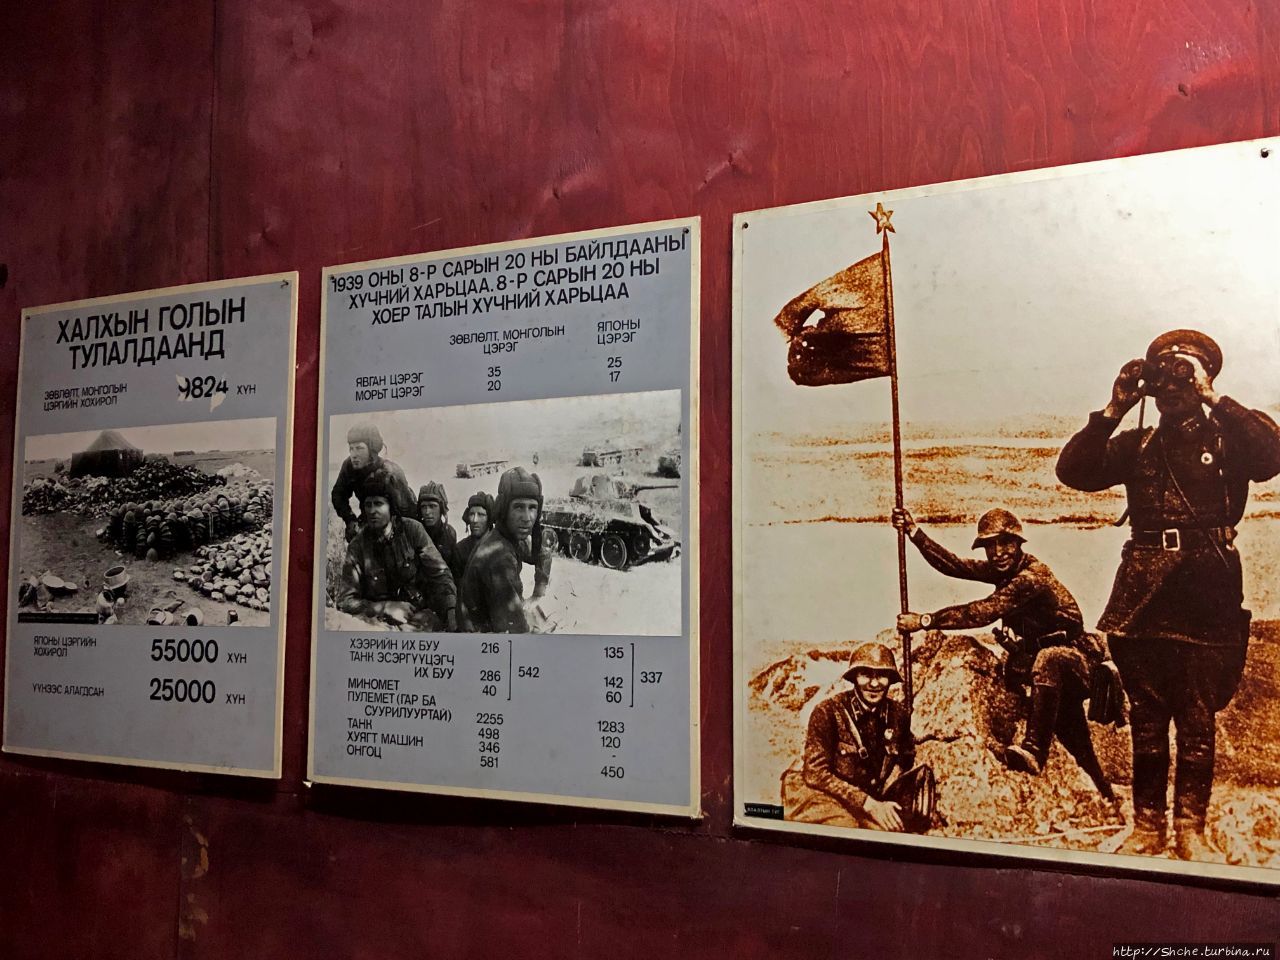 ХАЛХЫН ГОЛЫН
ТУЛАЛДААНД
ЗӨВЛӨЛТ, МОНГОЛЫН
ЦЭРГИЙН ХОХИРОЛ
9824 ХҮН
ЯПОНЫ ЦЭРГИЙН
ХОХИРОЛ
55000 ХҮН
ҮҮНЭЭС АЛАГДСАН
25000 ХҮН
1939 ОНЫ 8-Р САРЫН 20 НЫ БАЙЛДААНЫ
ХҮЧНИЙ ХАРЬЦАА. 8-Р САРЫН 20 НЫ
ХОЕР ТАЛЫН ХҮЧНИЙ ХАРЬЦАА
ЗӨВЛӨЛТ, МОНГОЛЫН
ЦЭРЭГ
ЯПОНЫ
ЦЭРЭГ
ЯВГАН ЦЭРЭГ 35 25
МОРЬТ ЦЭРЭГ 20 17
ХЭЭРИЙН ИХ БУУ 216 135
ТАНК ЭСЭРГҮҮЦЭГЧ
ИХ БУУ 286 542 142 337
МИНОМЕТ 40 60
ПУЛЕМЕТ (ГАР БА
СУУРИЛУУРТАЙ) 2255 1283
ТАНК 498 120
ХУЯГТ МАШИН 346 -
ОНГОЦ 581 450
ЯЛАЛТЫН ТУГ
http://Shche.turbina.ru